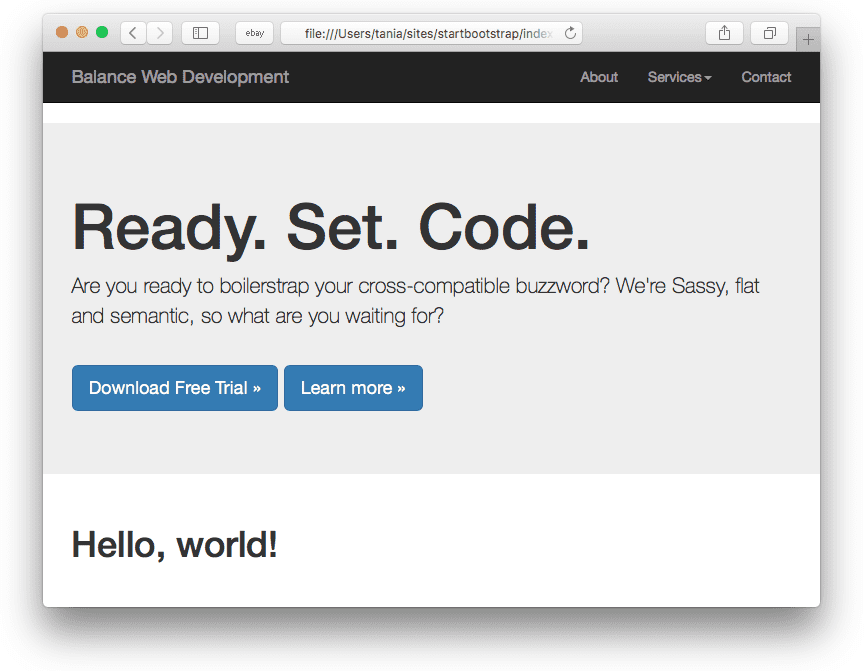 ebay
file:///Users/tania/sites/startbootstrap/index
Balance Web Development
About
Services
Contact
Ready. Set. Code.
Are you ready to boilerstrap your cross-compatible buzzword? We're Sassy, flat
and semantic, so what are you waiting for?
Download Free Trial »
Learn more »
Hello, world!